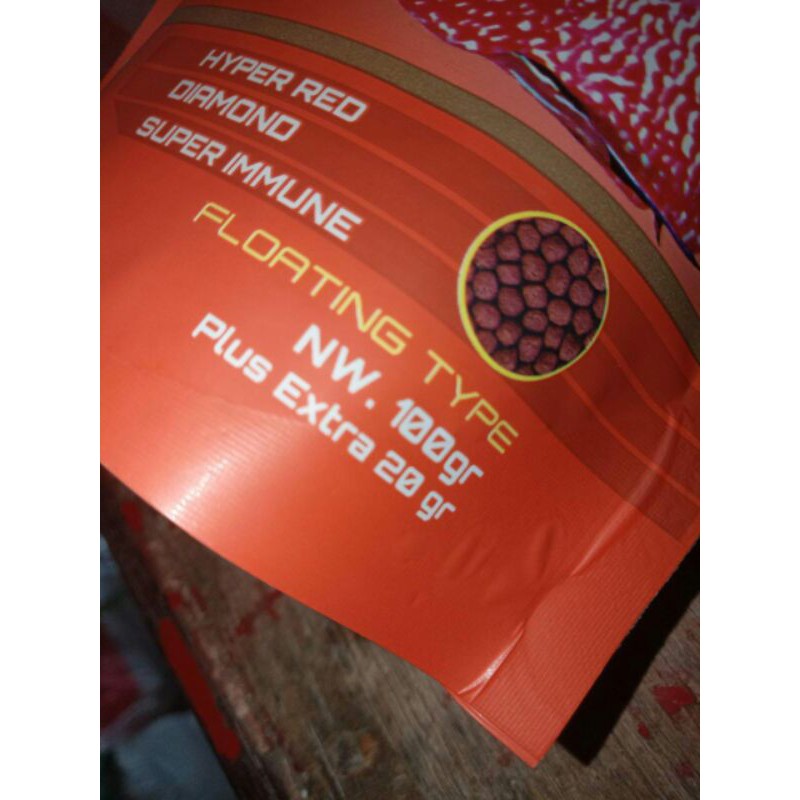 HYPER RED
DIAMOND
SUPER IMMUNE
FLOATING TYPE
NW. 100gr
Plus Extra 20 gr